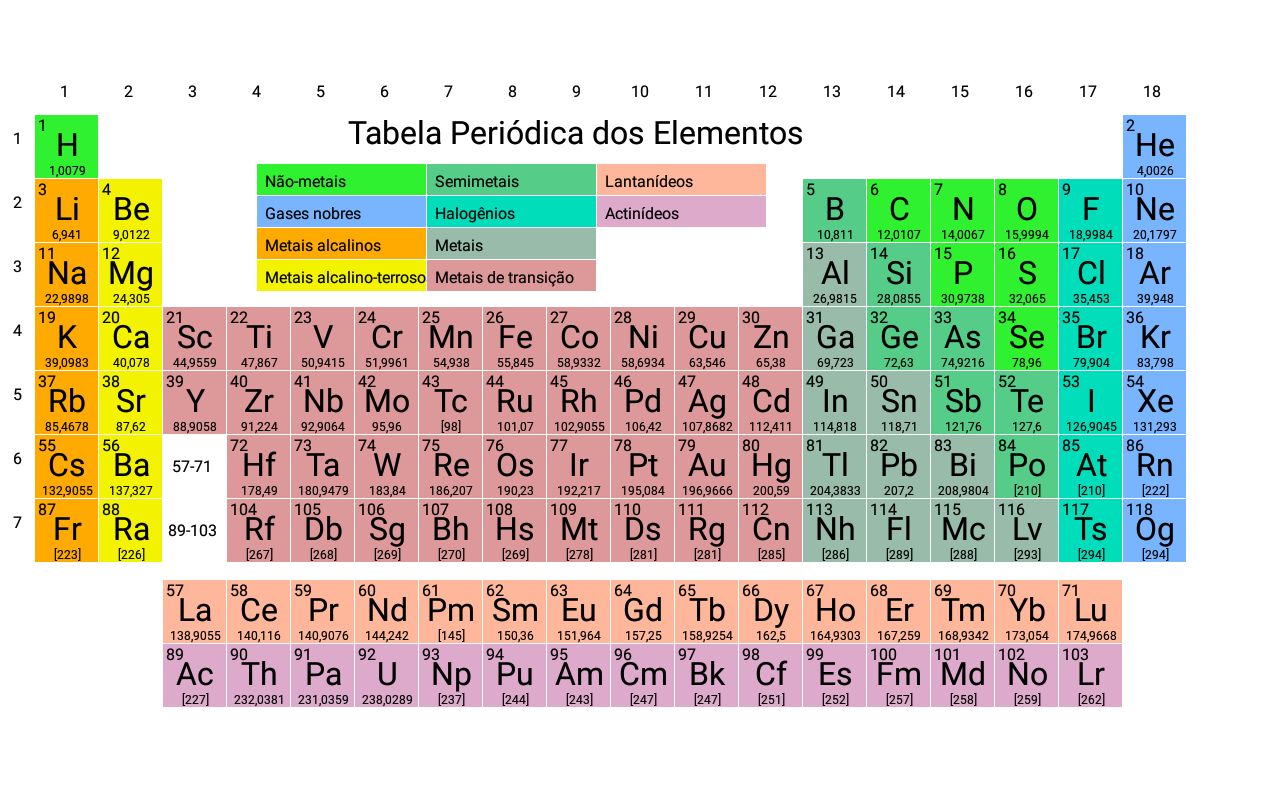 1 2 3 4 5 6 7 8 9 10 11 12 13 14 15 16 17 18
Tabela Periódica dos Elementos
Não-metais Semimetais Lantanídeos
Gases nobres Halogênios Actinídeos
Metais alcalinos Metais
Metais alcalino-terroso Metais de transição
1
1 2
H He
1,0079 4,0026
2
3 4 5 6 7 8 9 10
Li Be B C N O F Ne
6,941 9,0122 10,811 12,0107 14,0067 15,9994 18,9984 20,1797
3
11 12 13 14 15 16 17 18
Na Mg Al Si P S Cl Ar
22,9898 24,305 26,9815 28,0855 30,9738 32,065 35,453 39,948
4
19 20 21 22 23 24 25 26 27 28 29 30 31 32 33 34 35 36
K Ca Sc Ti V Cr Mn Fe Co Ni Cu Zn Ga Ge As Se Br Kr
39,0983 40,078 44,9559 47,867 50,9415 51,9961 54,938 55,845 58,9332 58,6934 63,546 65,38 69,723 72,63 74,9216 78,96 79,904 83,798
5
37 38 39 40 41 42 43 44 45 46 47 48 49 50 51 52 53 54
Rb Sr Y Zr Nb Mo Tc Ru Rh Pd Ag Cd In Sn Sb Te I Xe
85,4678 87,62 88,9058 91,224 92,9064 95,96 [98] 101,07 102,9055 106,42 107,8682 112,411 114,818 118,71 121,76 127,6 126,9045 131,293
6
55 56 57-71 72 73 74 75 76 77 78 79 80 81 82 83 84 85 86
Cs Ba Hf Ta W Re Os Ir Pt Au Hg Tl Pb Bi Po At Rn
132,9055 137,327 178,49 180,9479 183,84 186,207 190,23 192,217 195,084 196,9666 200,59 204,3833 207,2 208,9804 [210] [210] [222]
7
87 88 89-103 104 105 106 107 108 109 110 111 112 113 114 115 116 117 118
Fr Ra Rf Db Sg Bh Hs Mt Ds Rg Cn Nh Fl Mc Lv Ts Og
[223] [226] [267] [268] [269] [270] [269] [278] [281] [281] [285] [286] [289] [288] [293] [294] [294]
57 58 59 60 61 62 63 64 65 66 67 68 69 70 71
La Ce Pr Nd Pm Sm Eu Gd Tb Dy Ho Er Tm Yb Lu
138,9055 140,116 140,9076 144,242 [145] 150,36 151,964 157,25 158,9254 162,5 164,9303 167,259 168,9342 173,054 174,9668
89 90 91 92 93 94 95 96 97 98 99 100 101 102 103
Ac Th Pa U Np Pu Am Cm Bk Cf Es Fm Md No Lr
[227] 232,0381 231,0359 238,0289 [237] [244] [243] [247] [247] [251] [252] [257] [258] [259] [262]